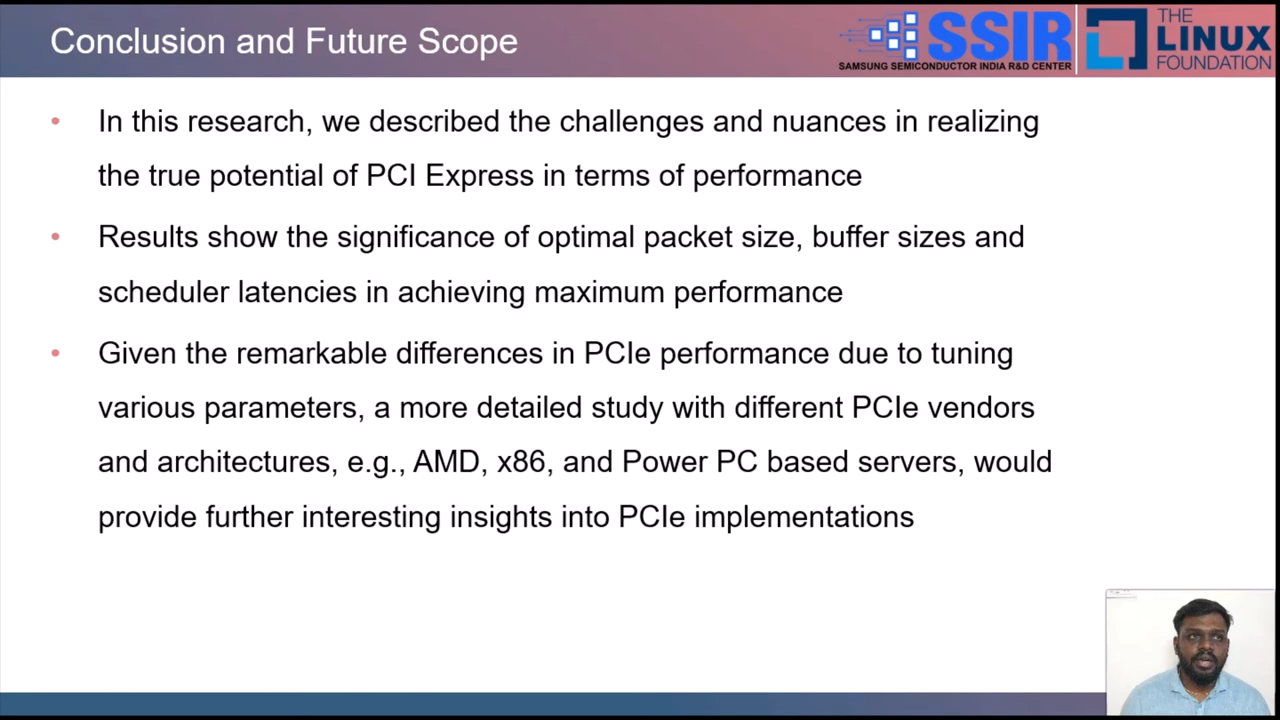 Conclusion and Future Scope
SSIR
SAMSUNG SEMICONDUCTOR INDIA R&D CENTER
THE
LINUX
FOUNDATION
• In this research, we described the challenges and nuances in realizing
the true potential of PCI Express in terms of performance
• Results show the significance of optimal packet size, buffer sizes and
scheduler latencies in achieving maximum performance
• Given the remarkable differences in PCIe performance due to tuning
various parameters, a more detailed study with different PCIe vendors
and architectures, e.g., AMD, x86, and Power PC based servers, would
provide further interesting insights into PCIe implementations